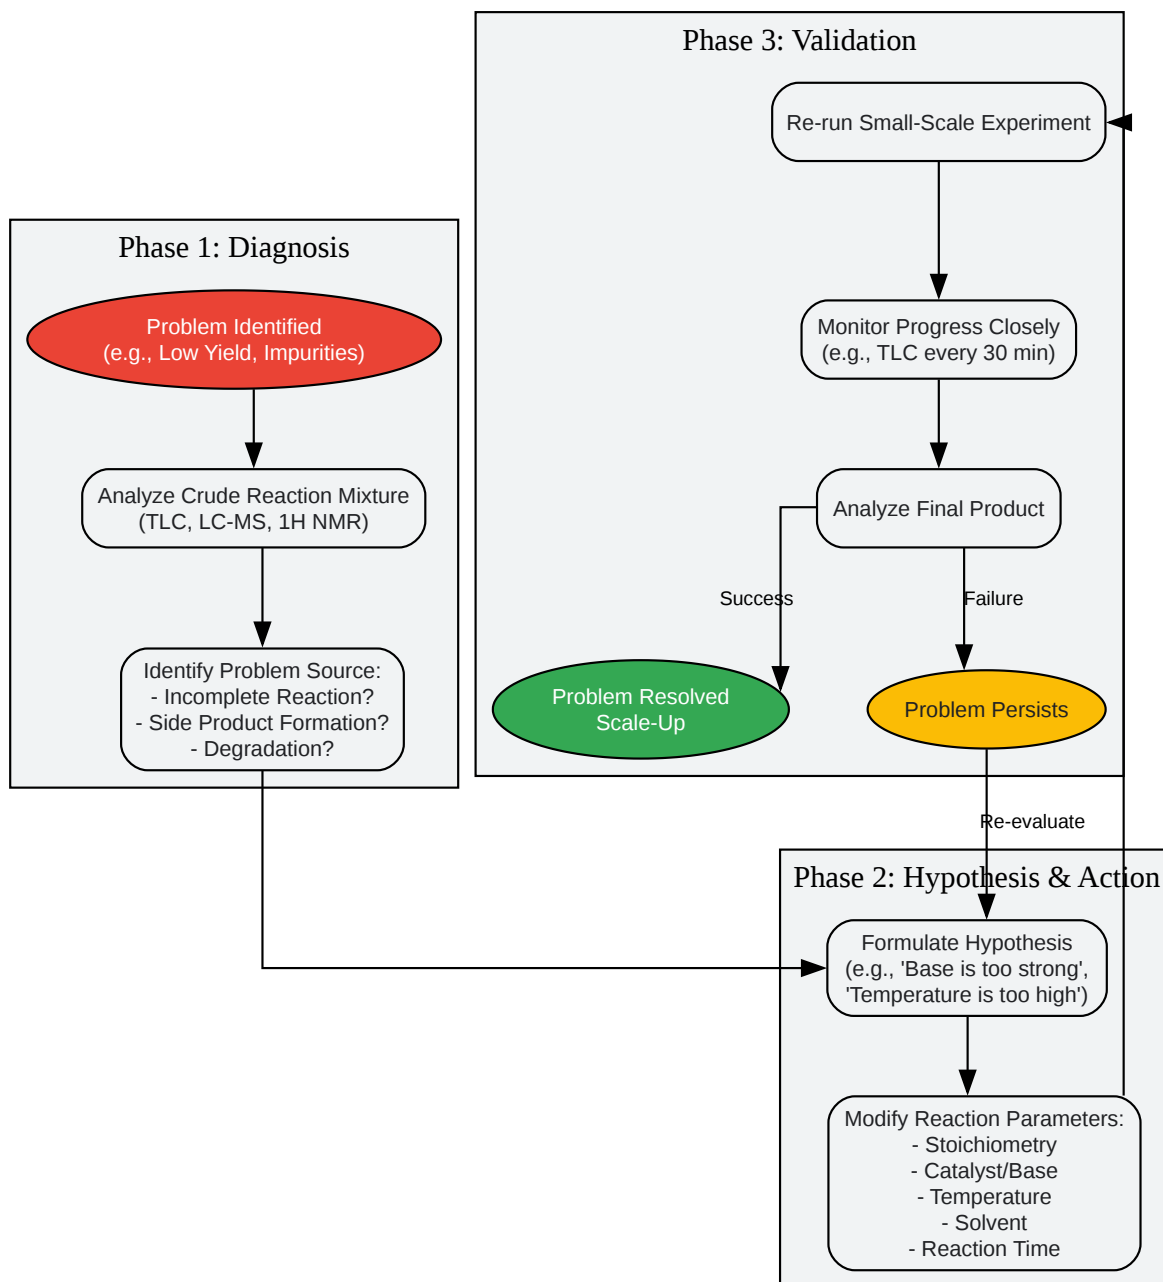 Phase 1: Diagnosis
Problem Identified
(e.g., Low Yield, Impurities)
Analyze Crude Reaction Mixture
(TLC, LC-MS, 1H NMR)
Identify Problem Source:
- Incomplete Reaction?
- Side Product Formation?
- Degradation?
Phase 3: Validation
Re-run Small-Scale Experiment
Monitor Progress Closely
(e.g., TLC every 30 min)
Analyze Final Product
Success
Failure
Problem Resolved
Scale-Up
Problem Persists
Re-evaluate
Phase 2: Hypothesis & Action
Formulate Hypothesis
(e.g., 'Base is too strong',
'Temperature is too high')
Modify Reaction Parameters:
- Stoichiometry
- Catalyst/Base
- Temperature
- Solvent
- Reaction Time